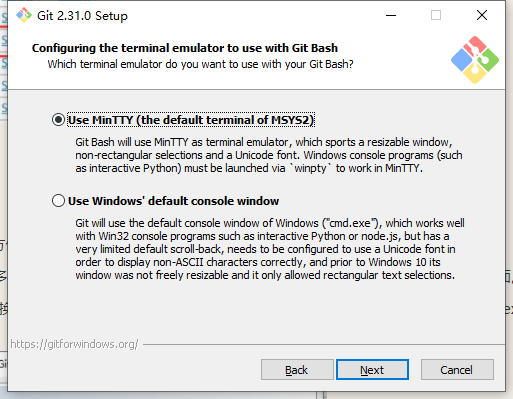 Git 2.31.0 Setup
Configuring the terminal emulator to use with Git Bash
Which terminal emulator do you want to use with your Git Bash?
Use MinTTY (the default terminal of MSYS2)
Git Bash will use MinTTY as terminal emulator, which sports a resizable window,
non-rectangular selections and a Unicode font. Windows console programs (such
as interactive Python) must be launched via `winpty` to work in MinTTY.
Use Windows' default console window
Git will use the default console window of Windows ("cmd.exe"), which works well
with Win32 console programs such as interactive Python or node.js, but has a
very limited default scroll-back, needs to be configured to use a Unicode font in
order to display non-ASCII characters correctly, and prior to Windows 10 its
window was not freely resizable and it only allowed rectangular text selections.
https://gitforwindows.org/
Back
Next
Cancel